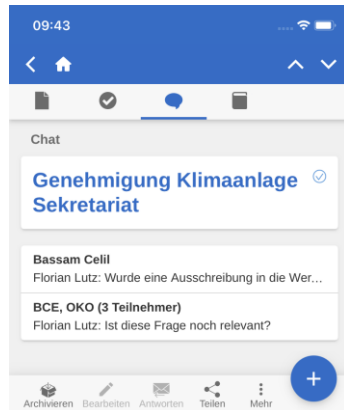 09:43
Chat
Genehmigung Klimaanlage
Sekretariat
Bassam Celil
Florian Lutz: Wurde eine Ausschreibung in die Wer...
BCE, OKO (3 Teilnehmer)
Florian Lutz: Ist diese Frage noch relevant?
Archivieren Bearbeiten Antworten Teilen Mehr